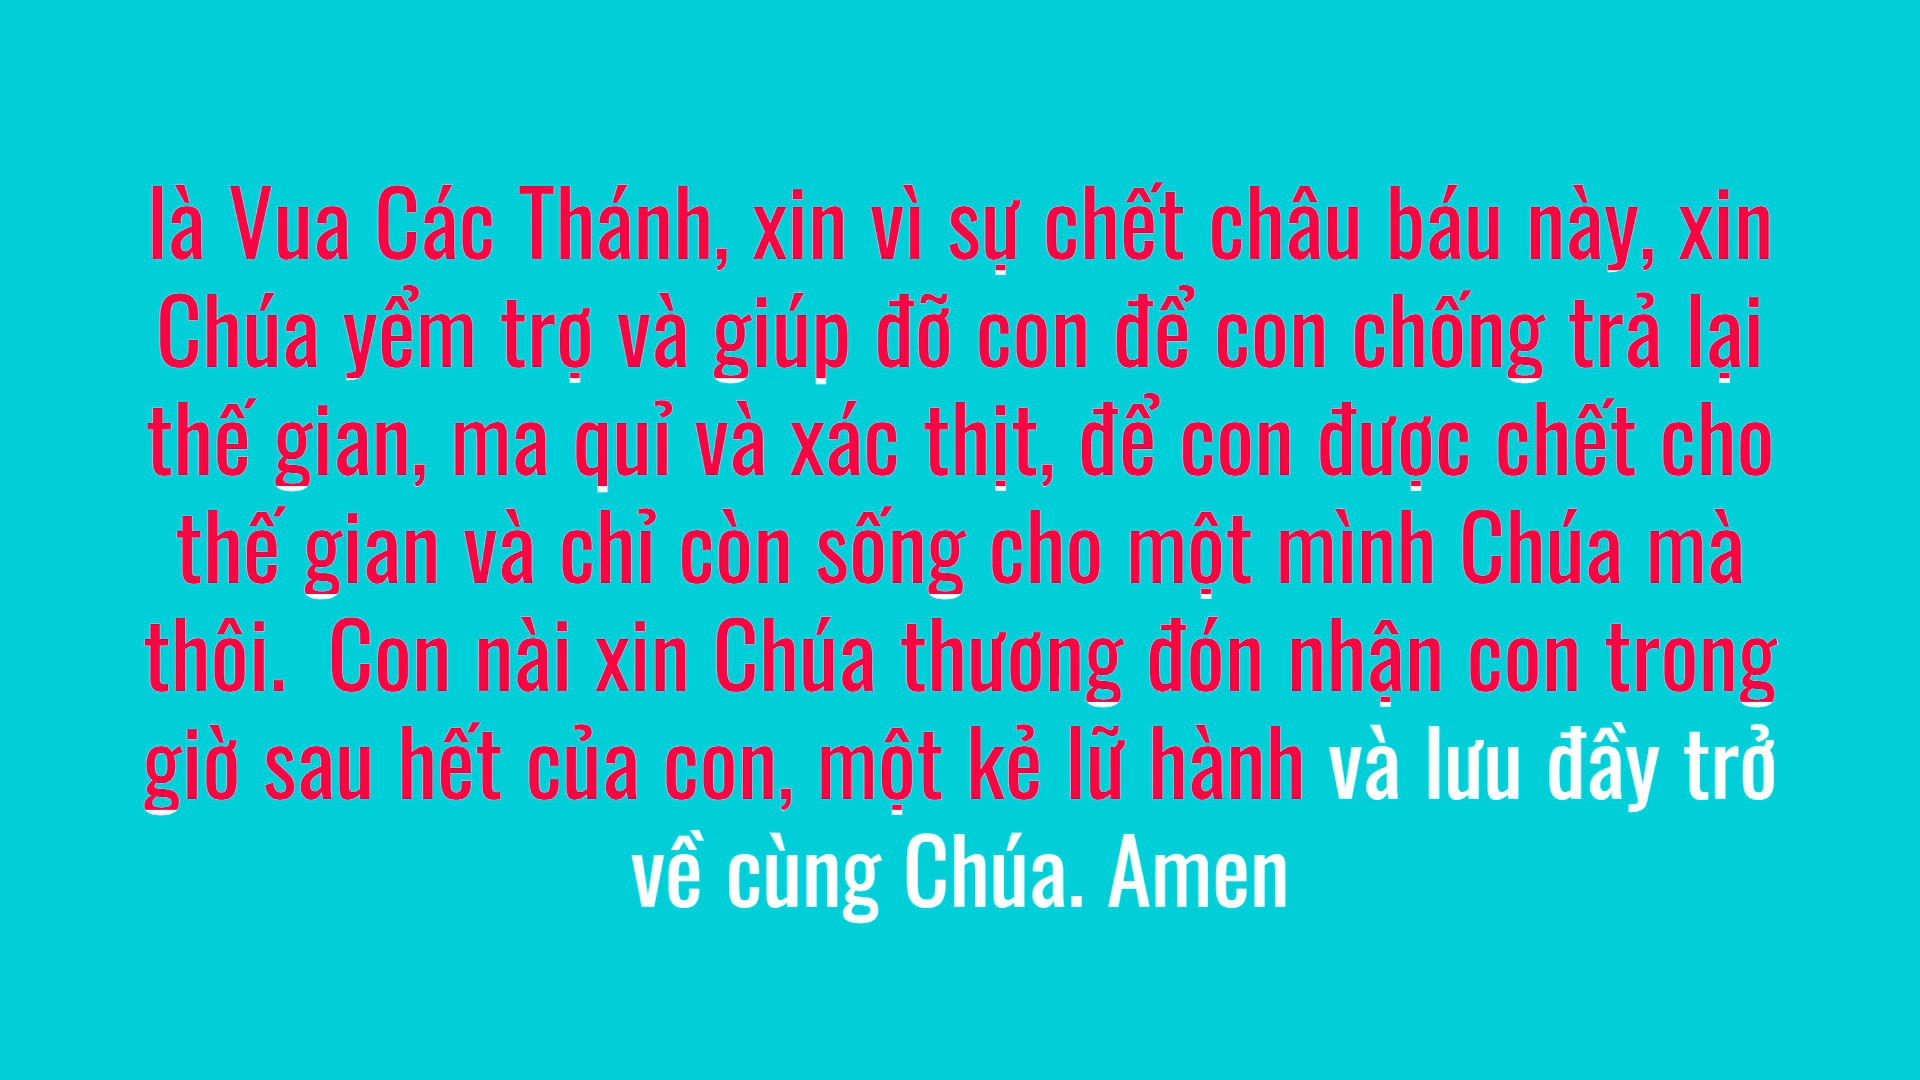 là Vua Các Thánh, xin vì sự chết châu báu này, xin
Chúa yểm trợ và giúp đỡ con để con chống trả lại
thế gian, ma quỉ và xác thịt, để con được chết cho
thế gian và chỉ còn sống cho một mình Chúa mà
thôi.  Con nài xin Chúa thương đón nhận con trong
giờ sau hết của con, một kẻ lữ hành và lưu đầy trở
về cùng Chúa. Amen